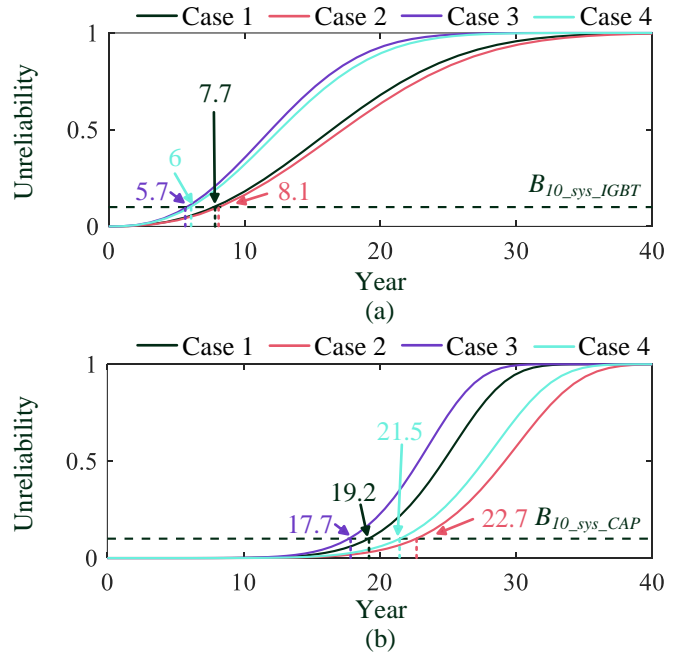 Case 1 Case 2 Case 3 Case 4
1
7.7
Unreliability
0.5
6
5.7
8.1
B10_sys_IGBT
0
0 10 20 30 40
Year
(a)
Case 1 Case 2 Case 3 Case 4
1
21.5
Unreliability
0.5
19.2
17.7
22.7
B10_sys_CAP
0
0 10 20 30 40
Year
(b)